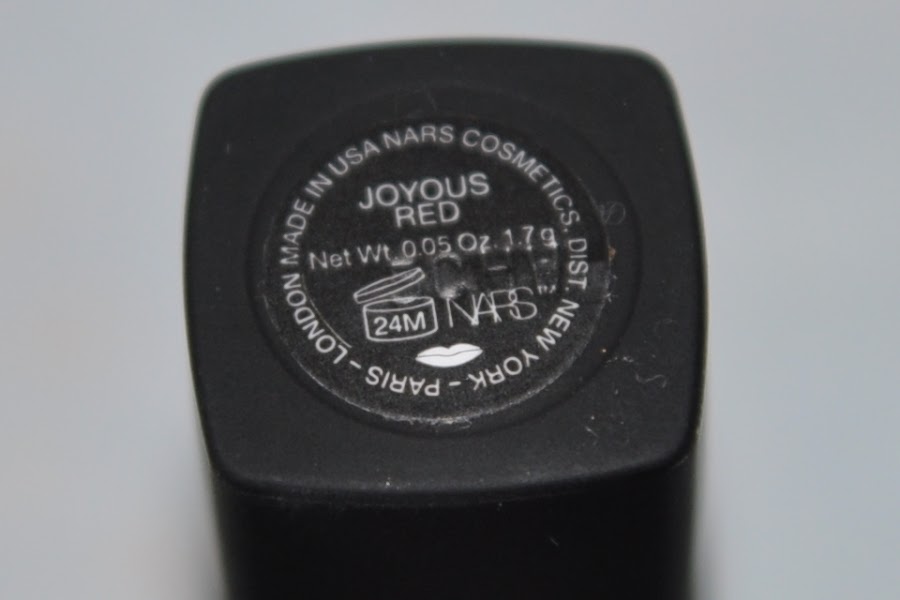 MADE IN USA NARS COSMETICS, DIST. NEW YORK - PARIS - LONDON
JOYOUS
RED
Net Wt. 0.05 Oz. 1.7 g
24M
NARS™